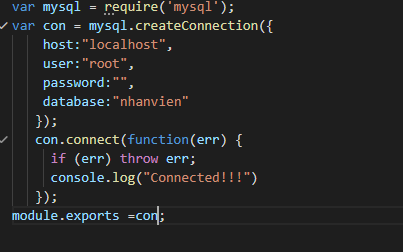 var mysql = require('mysql');
var con = mysql.createConnection({
host:"localhost",
user:"root",
password:"",
database:"nhanvien"
});
con.connect(function(err) {
if (err) throw err;
console.log("Connected!!!")
});
module.exports =con;